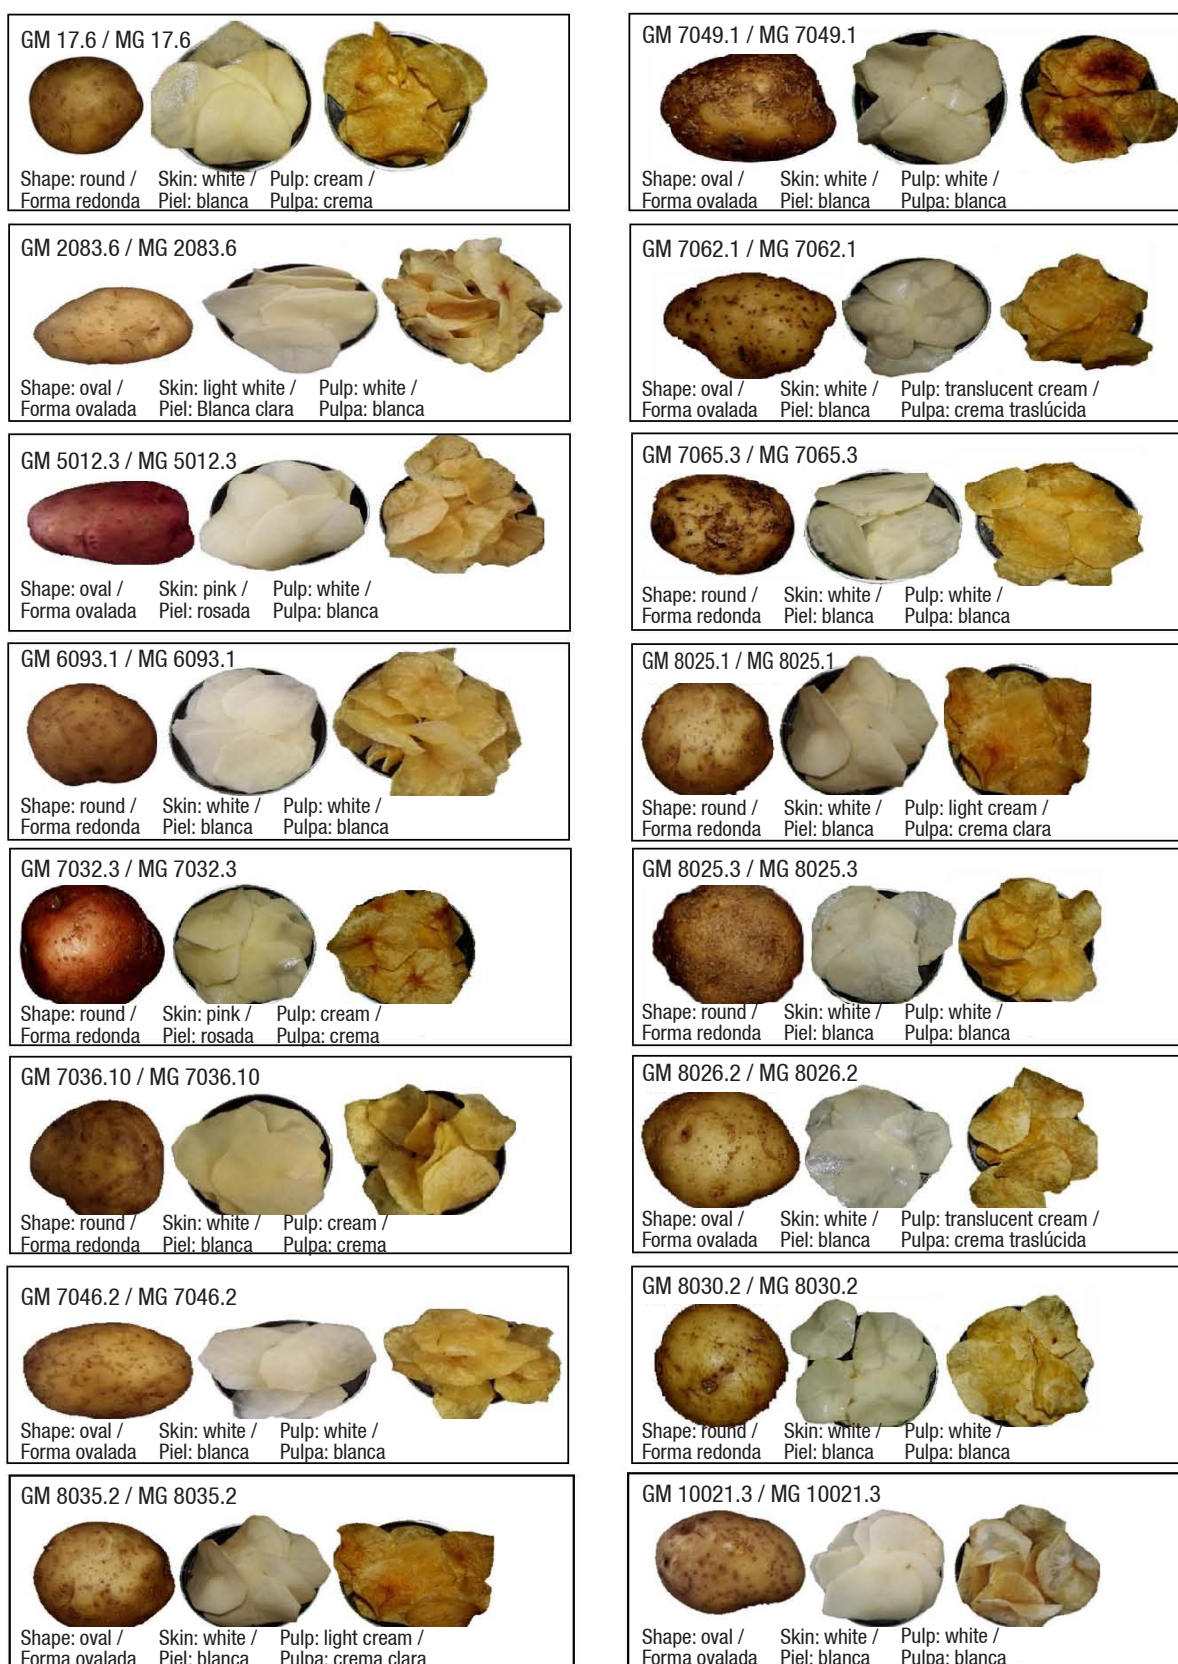 GM 17.6 / MG 17.6
Shape: round / Skin: white / Pulp: cream /
Forma redonda Piel: blanca Pulpa: crema
GM 2083.6 / MG 2083.6
Shape: oval / Skin: light white / Pulp: white /
Forma ovalada Piel: Blanca clara Pulpa: blanca
GM 5012.3 / MG 5012.3
Shape: oval / Skin: pink / Pulp: white /
Forma ovalada Piel: rosada Pulpa: blanca
GM 6093.1 / MG 6093.1
Shape: round / Skin: white / Pulp: white /
Forma redonda Piel: blanca Pulpa: blanca
GM 7032.3 / MG 7032.3
Shape: round / Skin: pink / Pulp: cream /
Forma redonda Piel: rosada Pulpa: crema
GM 7036.10 / MG 7036.10
Shape: round / Skin: white / Pulp: cream /
Forma redonda Piel: blanca Pulpa: crema
GM 7046.2 / MG 7046.2
Shape: oval / Skin: white / Pulp: white /
Forma ovalada Piel: blanca Pulpa: blanca
GM 8035.2 / MG 8035.2
Shape: oval / Skin: white / Pulp: light cream /
Forma ovalada Piel: blanca Pulpa: crema clara
GM 7049.1 / MG 7049.1
Shape: oval / Skin: white / Pulp: white /
Forma ovalada Piel: blanca Pulpa: blanca
GM 7062.1 / MG 7062.1
Shape: oval / Skin: white / Pulp: translucent cream /
Forma ovalada Piel: blanca Pulpa: crema traslúcida
GM 7065.3 / MG 7065.3
Shape: round / Skin: white / Pulp: white /
Forma redonda Piel: blanca Pulpa: blanca
GM 8025.1 / MG 8025.1
Shape: round / Skin: white / Pulp: light cream /
Forma redonda Piel: blanca Pulpa: crema clara
GM 8025.3 / MG 8025.3
Shape: round / Skin: white / Pulp: white /
Forma redonda Piel: blanca Pulpa: blanca
GM 8026.2 / MG 8026.2
Shape: oval / Skin: white / Pulp: translucent cream /
Forma ovalada Piel: blanca Pulpa: crema traslúcida
GM 8030.2 / MG 8030.2
Shape: round / Skin: white / Pulp: white /
Forma redonda Piel: blanca Pulpa: blanca
GM 10021.3 / MG 10021.3
Shape: oval / Skin: white / Pulp: white /
Forma ovalada Piel: blanca Pulpa: blanca